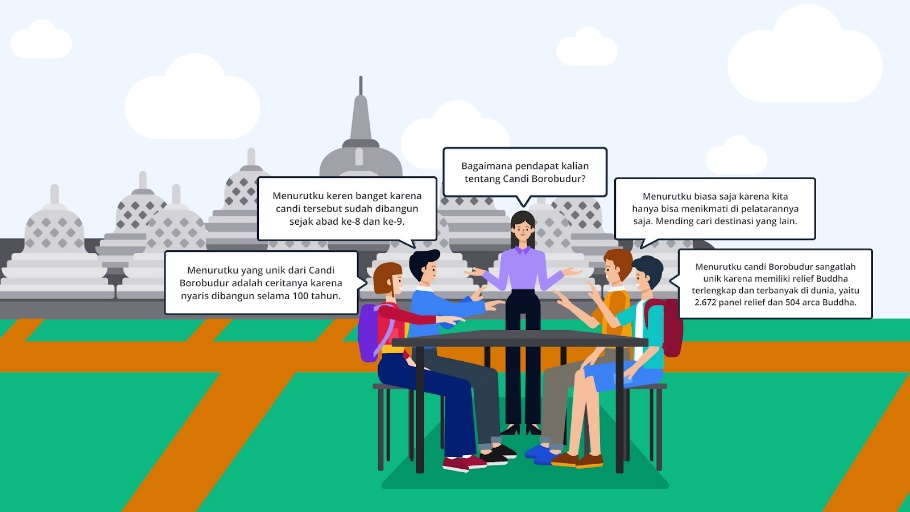 Bagaimana pendapat kalian
tentang Candi Borobudur?
Menurutku keren banget karena
candi tersebut sudah dibangun
sejak abad ke-8 dan ke-9.
Menurutku biasa saja karena kita
hanya bisa menikmati di pelatarannya
saja. Mending cari destinasi yang lain.
Menurutku yang unik dari Candi
Borobudur adalah ceritanya karena
nyaris dibangun selama 100 tahun.
Menurutku candi Borobudur sangatlah
unik karena memiliki relief Buddha
terlengkap dan terbanyak di dunia, yaitu
2.672 panel relief dan 504 arca Buddha.